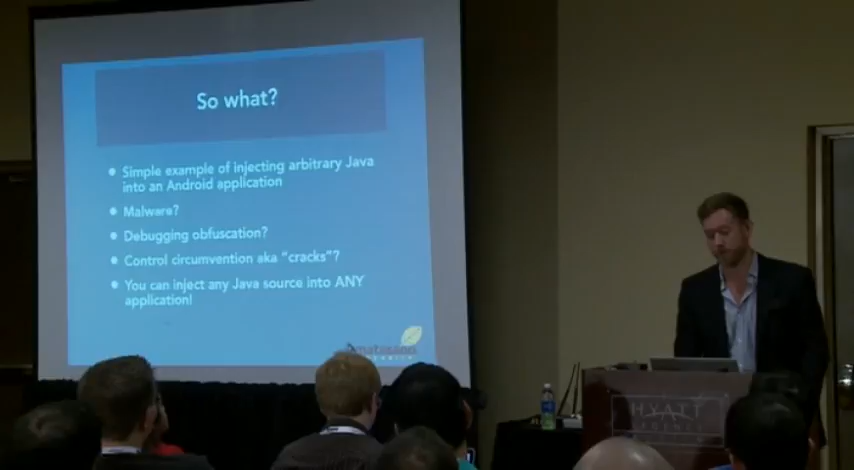 So what?
• Simple example of injecting arbitrary Java
into an Android application
• Malware?
• Debugging obfuscation?
• Control circumvention aka “cracks”?
• You can inject any Java source into ANY
application!
matasano
HYATT